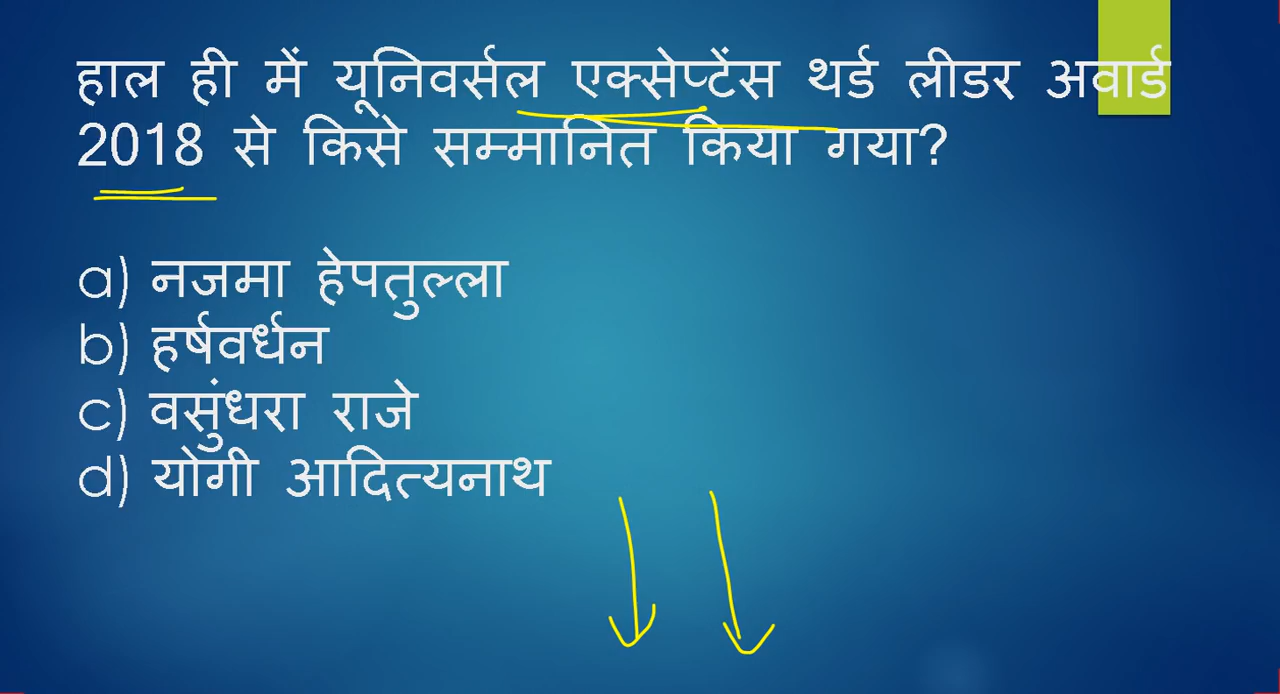 हाल ही में यूनिवर्सल एक्सेप्टेंस थर्ड लीडर अवार्ड
2018 से किसे सम्मानित किया गया?
a) नजमा हेपतुल्ला
b) हर्षवर्धन
c) वसुंधरा राजे
d) योगी आदित्यनाथ